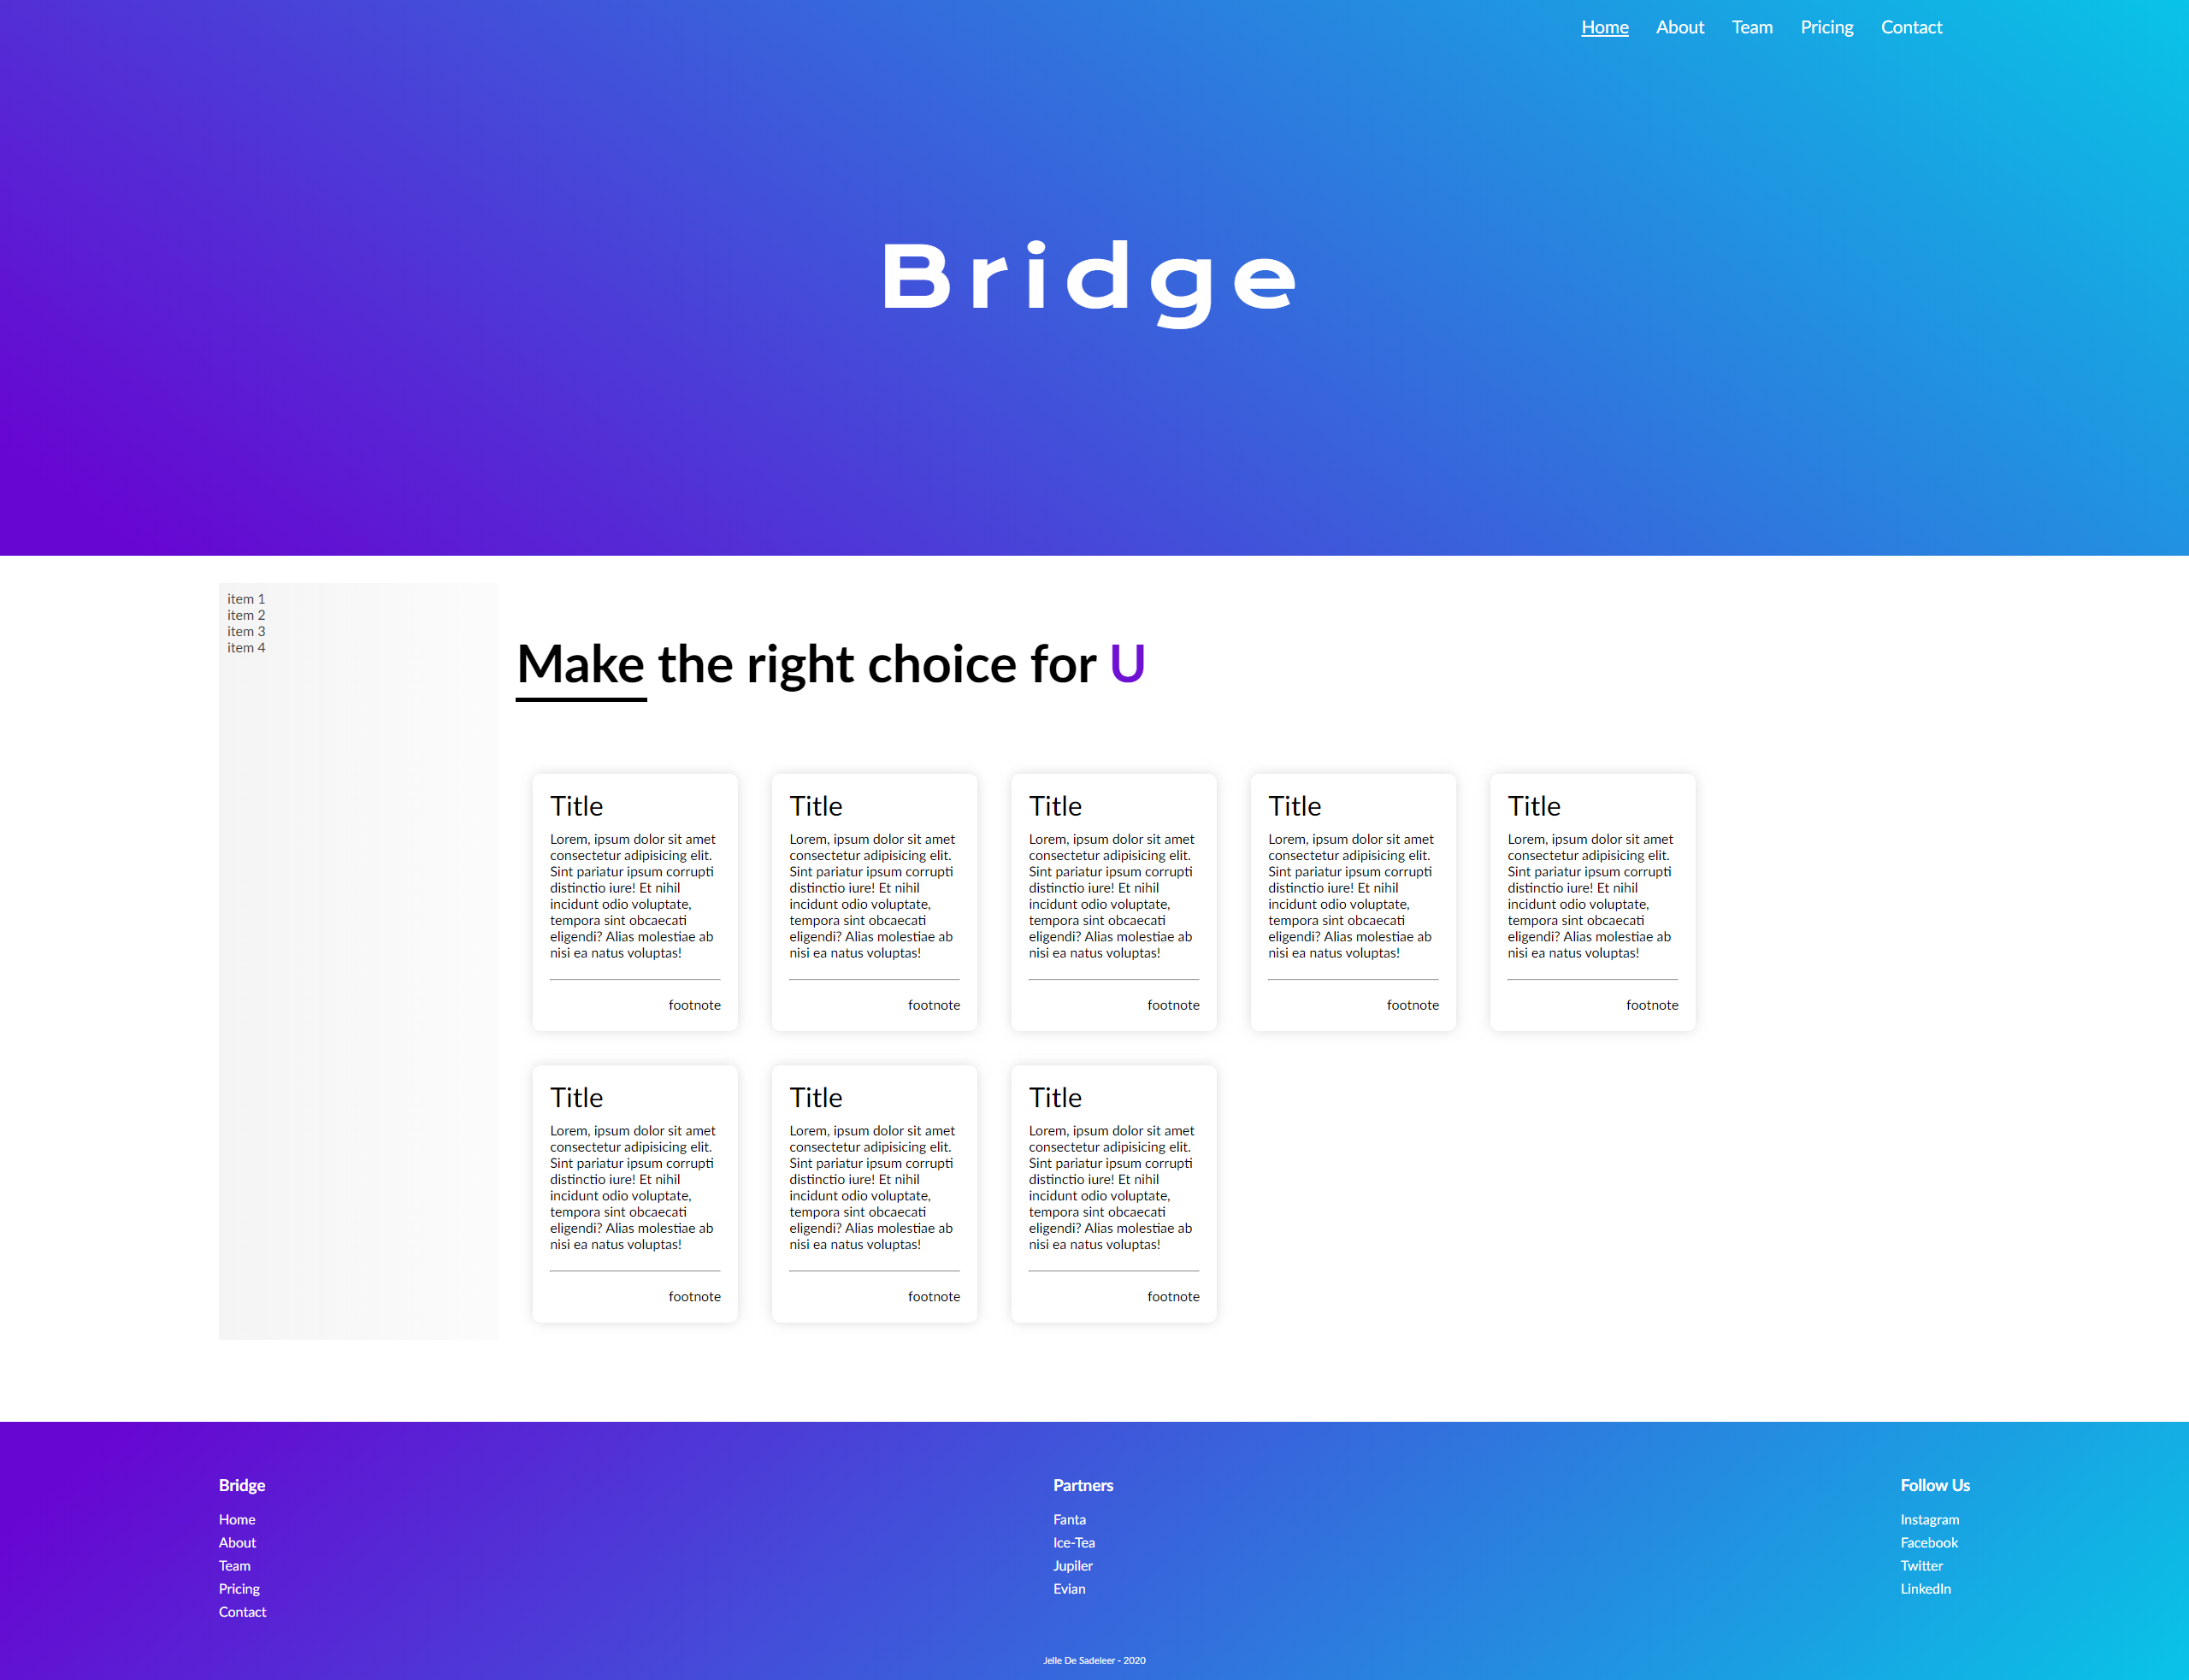 Home About Team Pricing Contact
Bridge
item 1
item 2
item 3
item 4
Make the right choice for U
Title
Lorem, ipsum dolor sit amet
consectetur adipisicing elit.
Sint pariatur ipsum corrupti
distinctio iure! Et nihil
incidunt odio voluptate,
tempora sint obcaecati
eligendi? Alias molestiae ab
nisi ea natus voluptas!
footnote
Title
Lorem, ipsum dolor sit amet
consectetur adipisicing elit.
Sint pariatur ipsum corrupti
distinctio iure! Et nihil
incidunt odio voluptate,
tempora sint obcaecati
eligendi? Alias molestiae ab
nisi ea natus voluptas!
footnote
Title
Lorem, ipsum dolor sit amet
consectetur adipisicing elit.
Sint pariatur ipsum corrupti
distinctio iure! Et nihil
incidunt odio voluptate,
tempora sint obcaecati
eligendi? Alias molestiae ab
nisi ea natus voluptas!
footnote
Title
Lorem, ipsum dolor sit amet
consectetur adipisicing elit.
Sint pariatur ipsum corrupti
distinctio iure! Et nihil
incidunt odio voluptate,
tempora sint obcaecati
eligendi? Alias molestiae ab
nisi ea natus voluptas!
footnote
Title
Lorem, ipsum dolor sit amet
consectetur adipisicing elit.
Sint pariatur ipsum corrupti
distinctio iure! Et nihil
incidunt odio voluptate,
tempora sint obcaecati
eligendi? Alias molestiae ab
nisi ea natus voluptas!
footnote
Title
Lorem, ipsum dolor sit amet
consectetur adipisicing elit.
Sint pariatur ipsum corrupti
distinctio iure! Et nihil
incidunt odio voluptate,
tempora sint obcaecati
eligendi? Alias molestiae ab
nisi ea natus voluptas!
footnote
Title
Lorem, ipsum dolor sit amet
consectetur adipisicing elit.
Sint pariatur ipsum corrupti
distinctio iure! Et nihil
incidunt odio voluptate,
tempora sint obcaecati
eligendi? Alias molestiae ab
nisi ea natus voluptas!
footnote
Title
Lorem, ipsum dolor sit amet
consectetur adipisicing elit.
Sint pariatur ipsum corrupti
distinctio iure! Et nihil
incidunt odio voluptate,
tempora sint obcaecati
eligendi? Alias molestiae ab
nisi ea natus voluptas!
footnote
Bridge
Home
About
Team
Pricing
Contact
Partners
Fanta
Ice-Tea
Jupiler
Evian
Follow Us
Instagram
Facebook
Twitter
LinkedIn
Jelle De Sadeleer - 2020